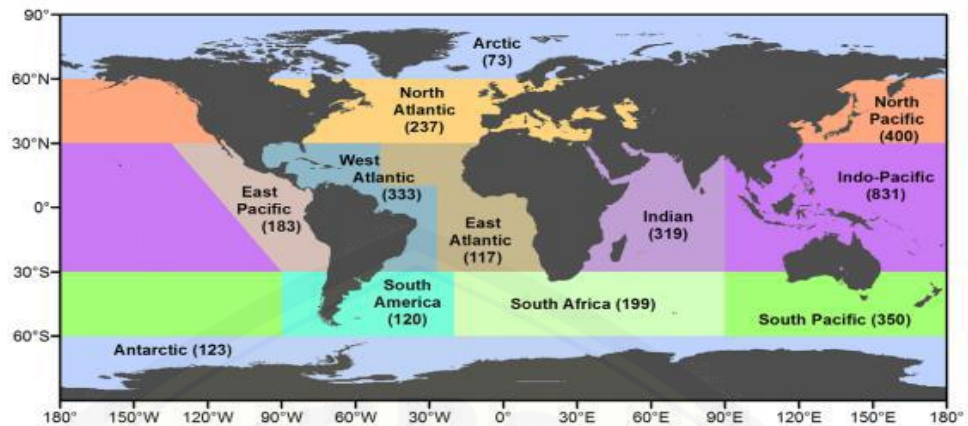 90°
Arctic
(73)
60°N
North
Atlantic
(237)
North
Pacific
(400)
30°N
West
Atlantic
(333)
East
Pacific
(183)
Indo-Pacific
(831)
0°
Indian
(319)
East
Atlantic
(117)
30°S
South
America
(120)
South Africa (199)
South Pacific (350)
60°S
Antarctic (123)
180° 150°W 120°W 90°W 60°W 30°W 0° 30°E 60°E 90°E 120°E 150°E 180°